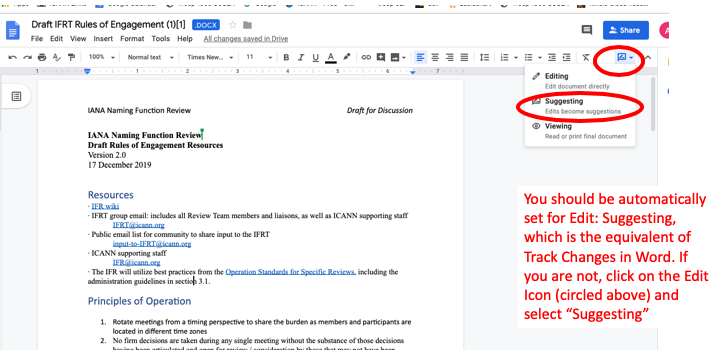 Draft IFRT Rules of Engagement (1)[1] .DOCX
File Edit View Insert Format Tools Help All changes saved in Drive
Share
100% Normal text Times New... 11
Editing
Edit document directly
Suggesting
Edits become suggestions
Viewing
Read or print final document
IANA Naming Function Review Draft for Discussion
IANA Naming Function Review
Draft Rules of Engagement Resources
Version 2.0
17 December 2019
Resources
· IFR wiki
· IFRT group email: includes all Review Team members and liaisons, as well as ICANN supporting staff
IFRT@icann.org
· Public email list for community to share input to the IFRT
input-to-IFRT@icann.org
· ICANN supporting staff
IFR@icann.org
· The IFR will utilize best practices from the Operation Standards for Specific Reviews, including the
administration guidelines in section 3.1.
Principles of Operation
1. Rotate meetings from a timing perspective to share the burden as members and participants are
located in different time zones
2. No firm decisions are taken during any single meeting without the substance of those decisions
You should be automatically
set for Edit: Suggesting,
which is the equivalent of
Track Changes in Word. If
you are not, click on the Edit
Icon (circled above) and
select “Suggesting”